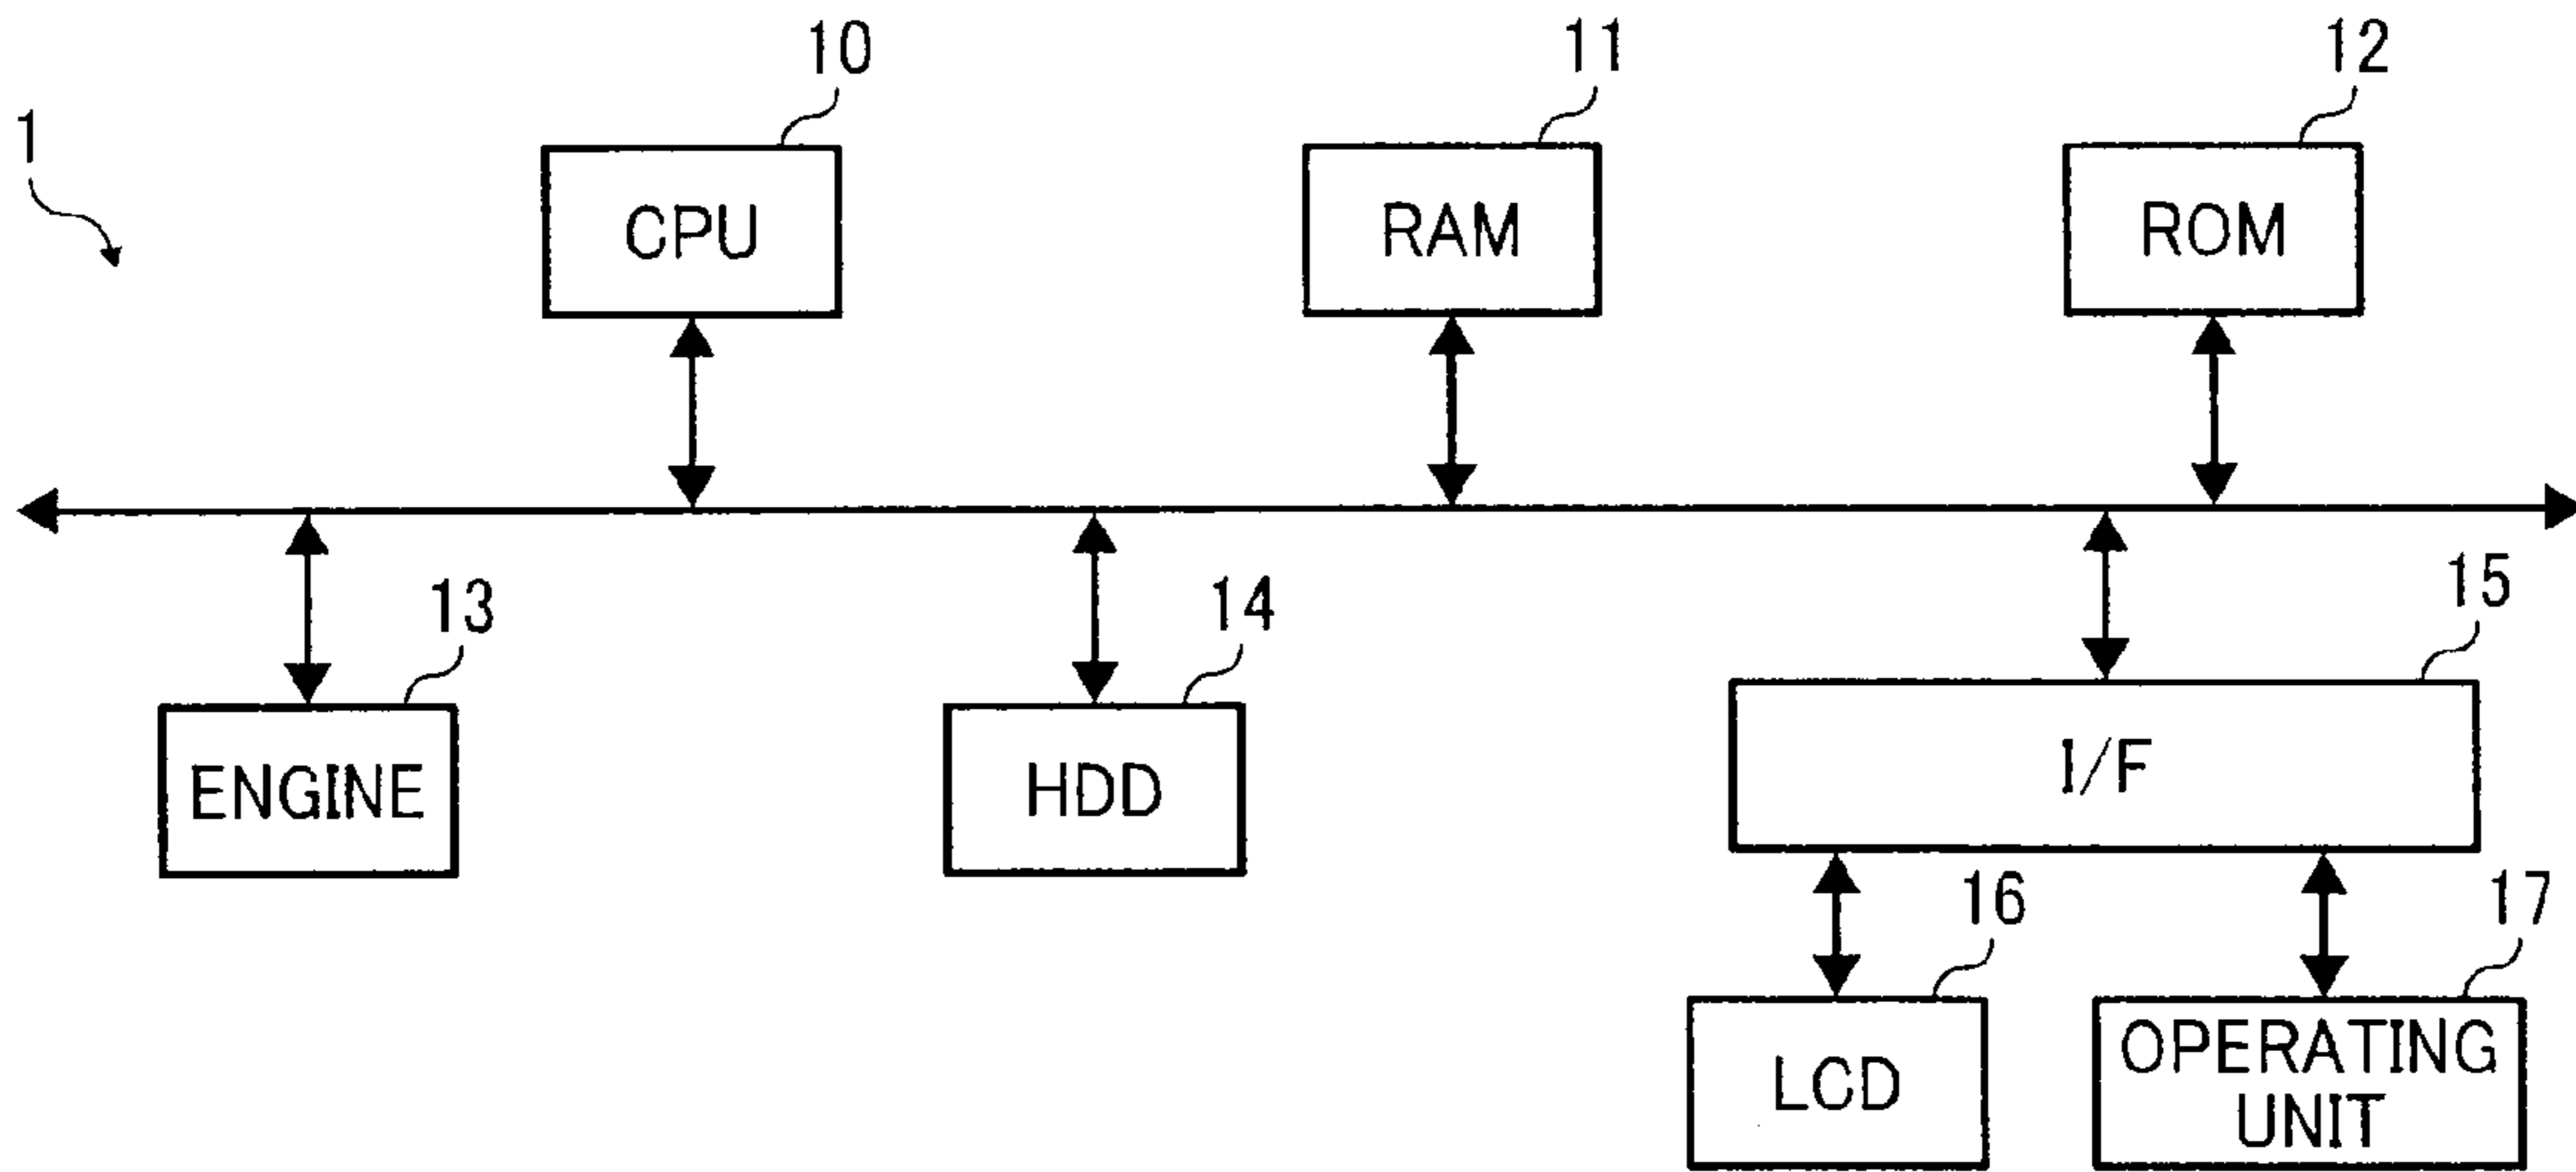 10
11
12
1
CPU
RAM
ROM
13
14
15
ENGINE
HDD
I/F
16
17
LCD
OPERATING
UNIT